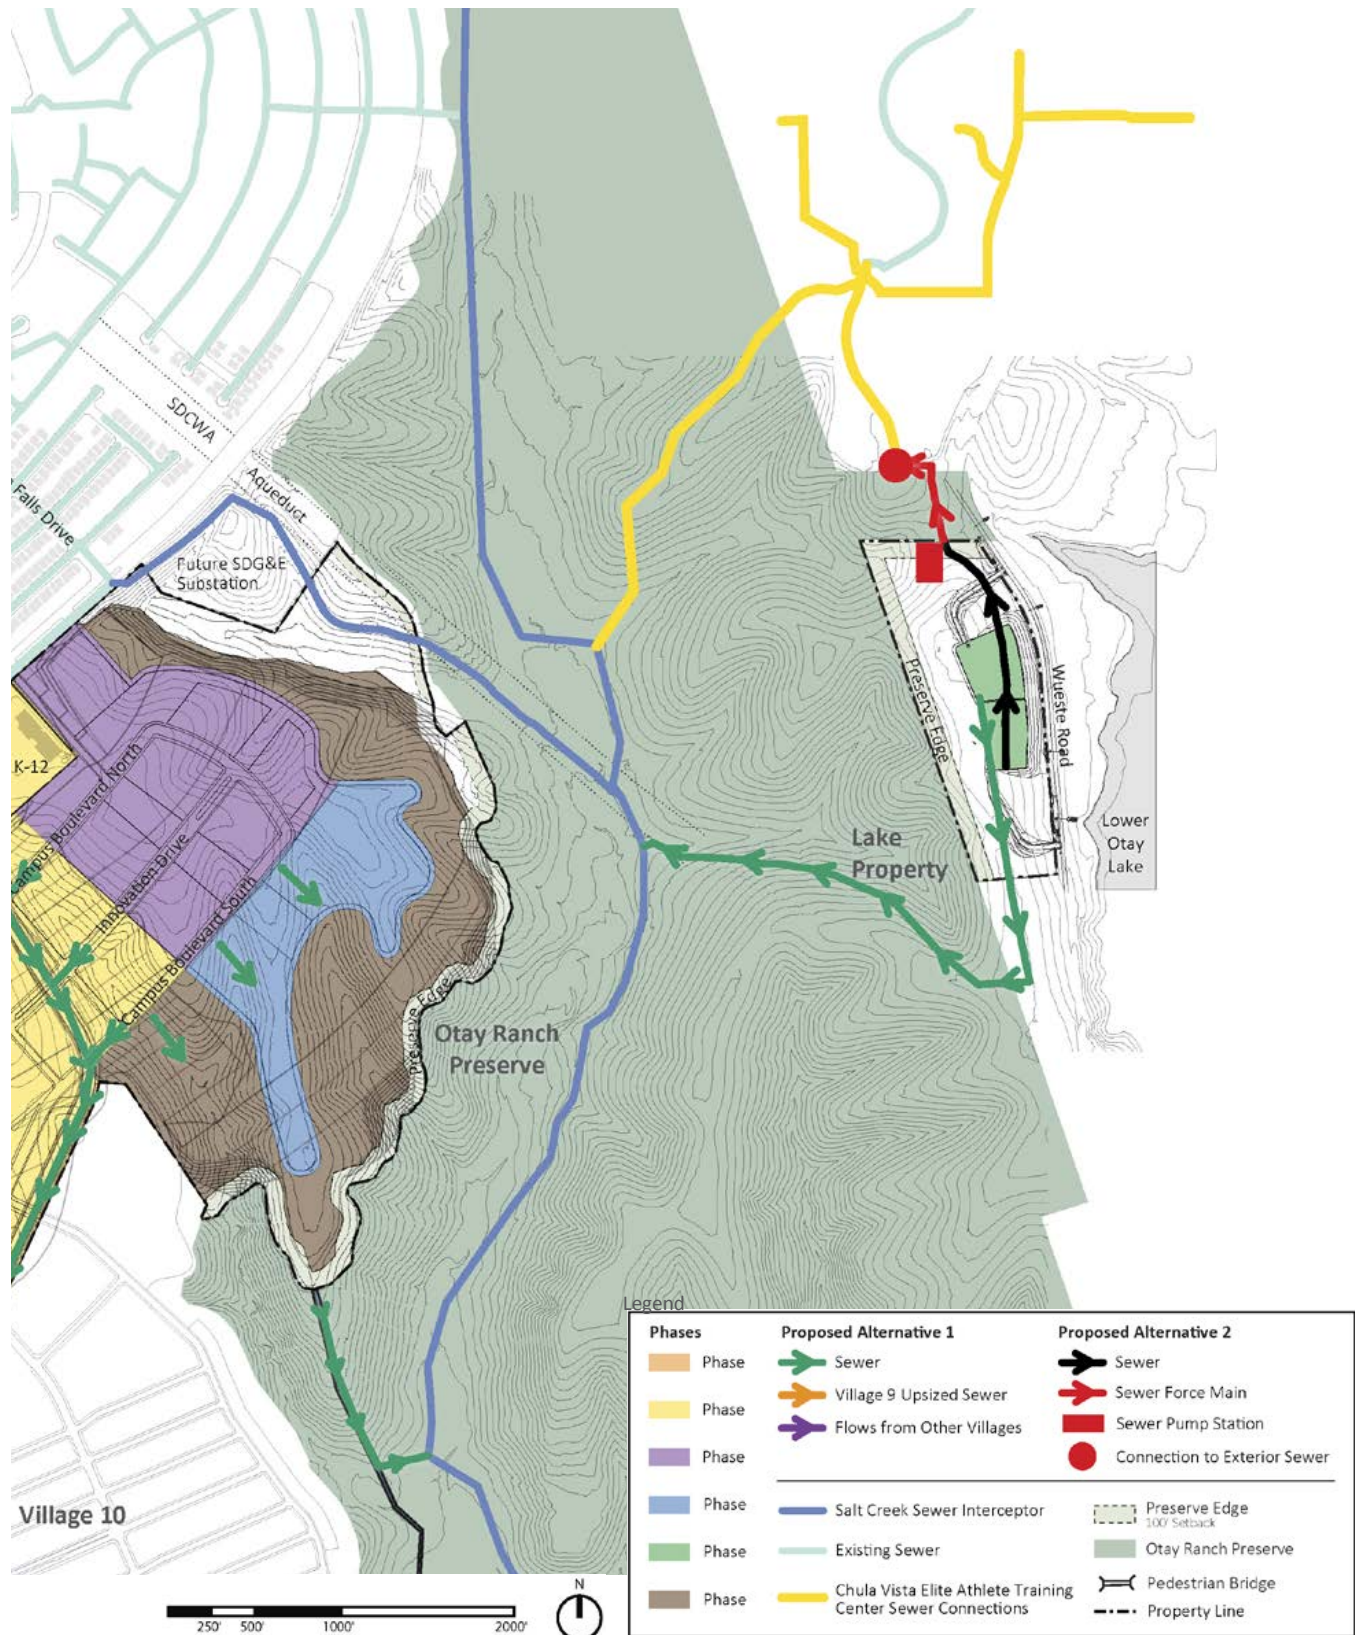 SDCWA
Aqueduct
Falls Drive
Future SDG&E
Substation
Preserve Edge
Wueste Road
K-12
Campus Boulevard North
Innovation Drive
Campus Boulevard South
Lake
Property
Lower
Otay
Lake
Preserve Edge
Otay Ranch
Preserve
Village 10
Legend
Phases
Phase
Phase
Phase
Phase
Phase
Phase
Proposed Alternative 1
Sewer
Village 9 Upsized Sewer
Flows from Other Villages
Proposed Alternative 2
Sewer
Sewer Force Main
Sewer Pump Station
Connection to Exterior Sewer
Salt Creek Sewer Interceptor
Existing Sewer
Chula Vista Elite Athlete Training
Center Sewer Connections
Preserve Edge
100' Setback
Otay Ranch Preserve
Pedestrian Bridge
Property Line
250' 500' 1000' 2000'
N